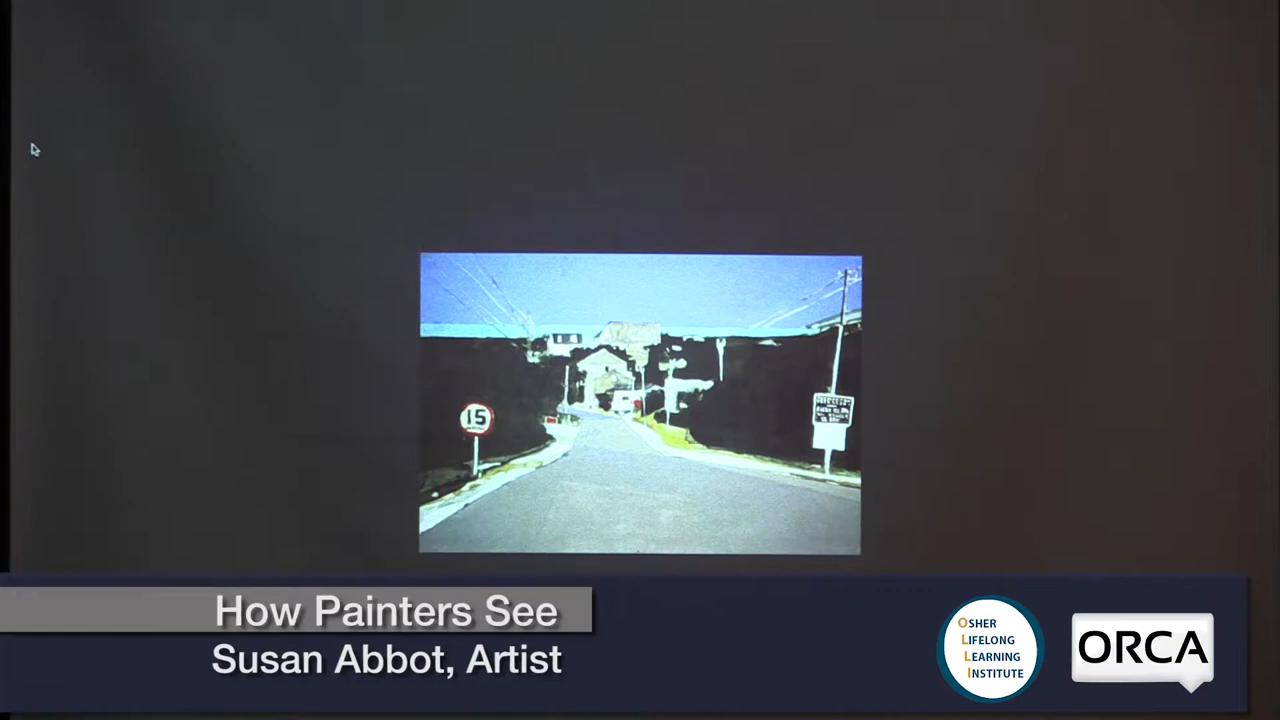 15
How Painters See
Susan Abbot, Artist
OSHER
LIFELONG
LEARNING
INSTITUTE
ORCA